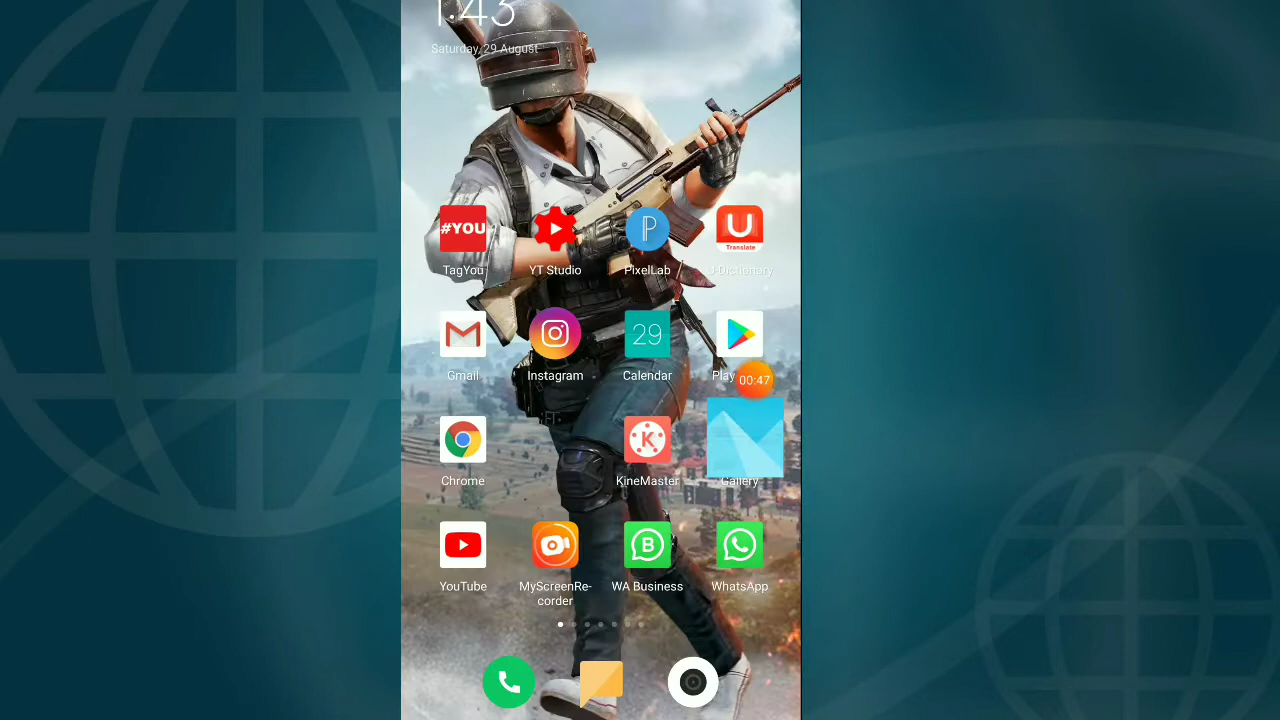 1:43
Saturday, 29 August
#YOU
P
U
Translate
TagYou
YT Studio
PixelLab
U-Dictionary
29
Gmail
Instagram
Calendar
Play
00:47
K
Chrome
KineMaster
Gallery
B
YouTube
MyScreenRe-
corder
WA Business
WhatsApp